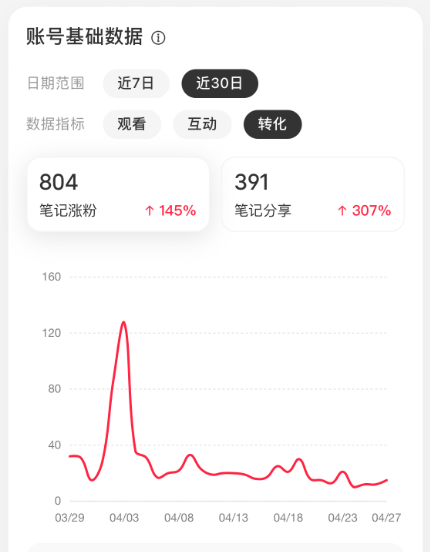 账号基础数据
日期范围 近7日 近30日
数据指标 观看 互动 转化
804 391
笔记涨粉 ↑ 145% 笔记分享 ↑ 307%
160
120
80
40
0
03/29 04/03 04/08 04/13 04/18 04/23 04/27